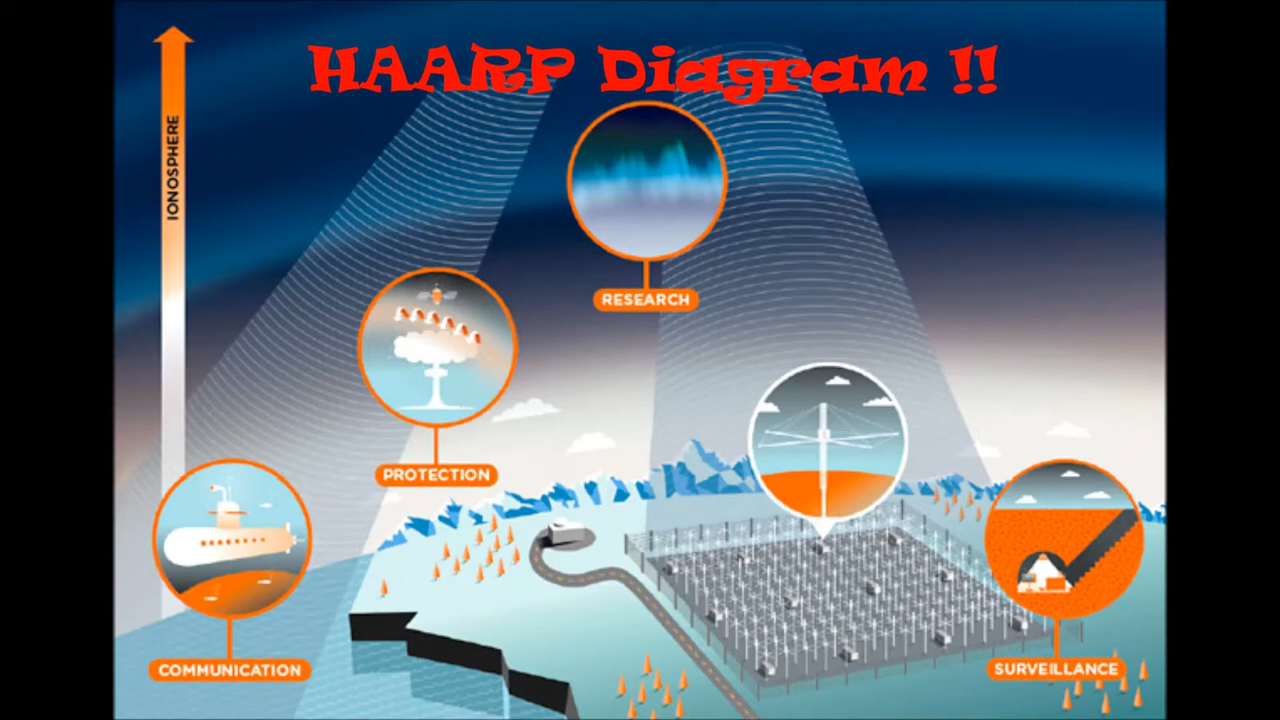 HAARP Diagram !!
IONOSPHERE
RESEARCH
PROTECTION
COMMUNICATION
SURVEILLANCE